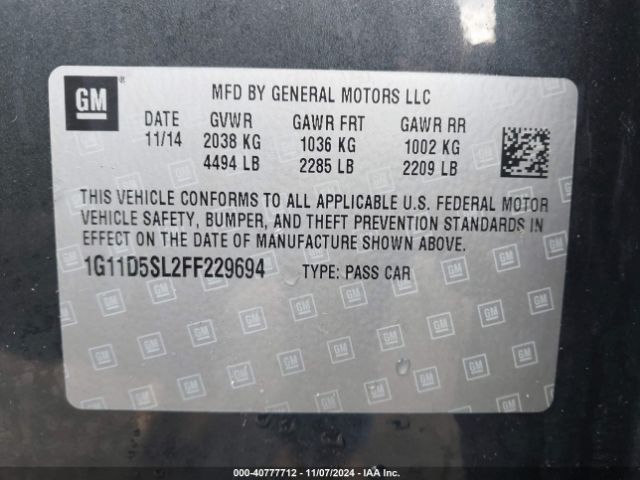 GM®
MFD BY GENERAL MOTORS LLC
DATE GVWR GAWR FRT GAWR RR
11/14 2038 KG 1036 KG 1002 KG
4494 LB 2285 LB 2209 LB
THIS VEHICLE CONFORMS TO ALL APPLICABLE U.S. FEDERAL MOTOR
VEHICLE SAFETY, BUMPER, AND THEFT PREVENTION STANDARDS IN
EFFECT ON THE DATE OF MANUFACTURE SHOWN ABOVE.
1G11D5SL2FF229694 TYPE: PASS CAR
000-40777712 - 11/07/2024 - IAAI.com